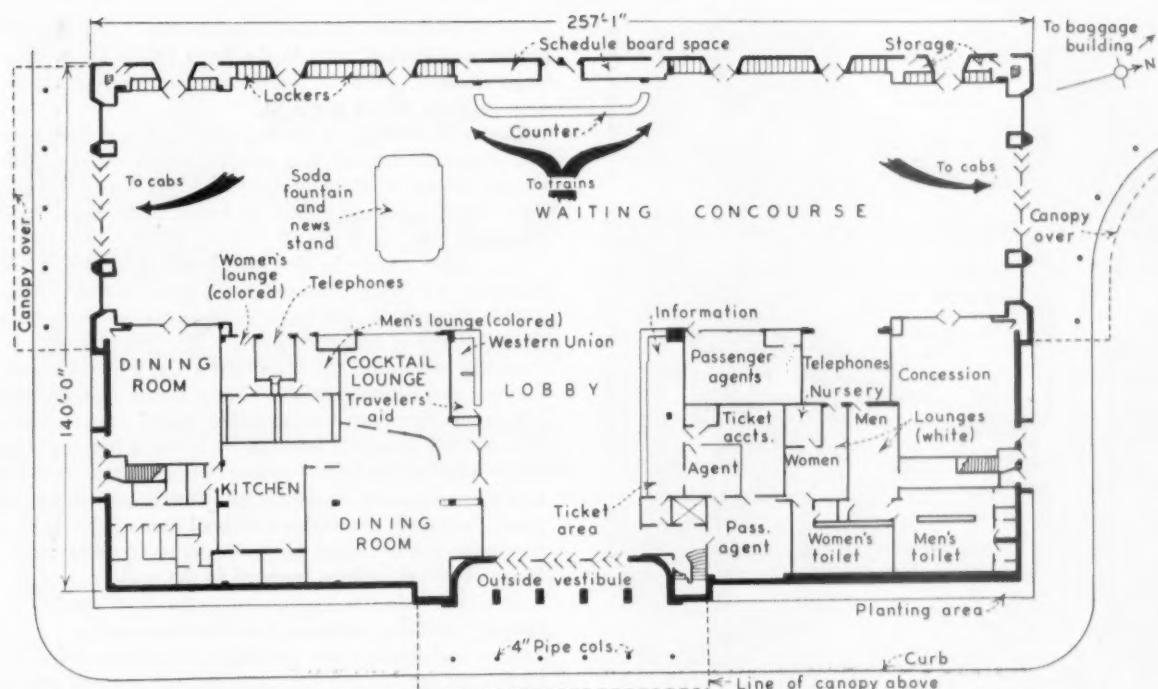 257'-1"
To baggage
building
N
Schedule board space
Storage
Lockers
Counter
To cabs
To trains
To cabs
Soda
fountain
and
news
stand
WAITING CONCOURSE
Canopy
over
Canopy over
140'-0"
Women's
lounge
(colored)
Telephones
Men's lounge (colored)
Information
Western Union
DINING
ROOM
COCKTAIL
LOUNGE
Travelers'
aid
LOBBY
Passenger
agents
Telephones
Nursery
Concession
Ticket
accts.
Men
Lounges
(white)
Agent
Women
KITCHEN
DINING
ROOM
Ticket
area
Pass.
agent
Women's
toilet
Men's
toilet
Outside vestibule
Planting area
4" Pipe cols.
Curb
Line of canopy above